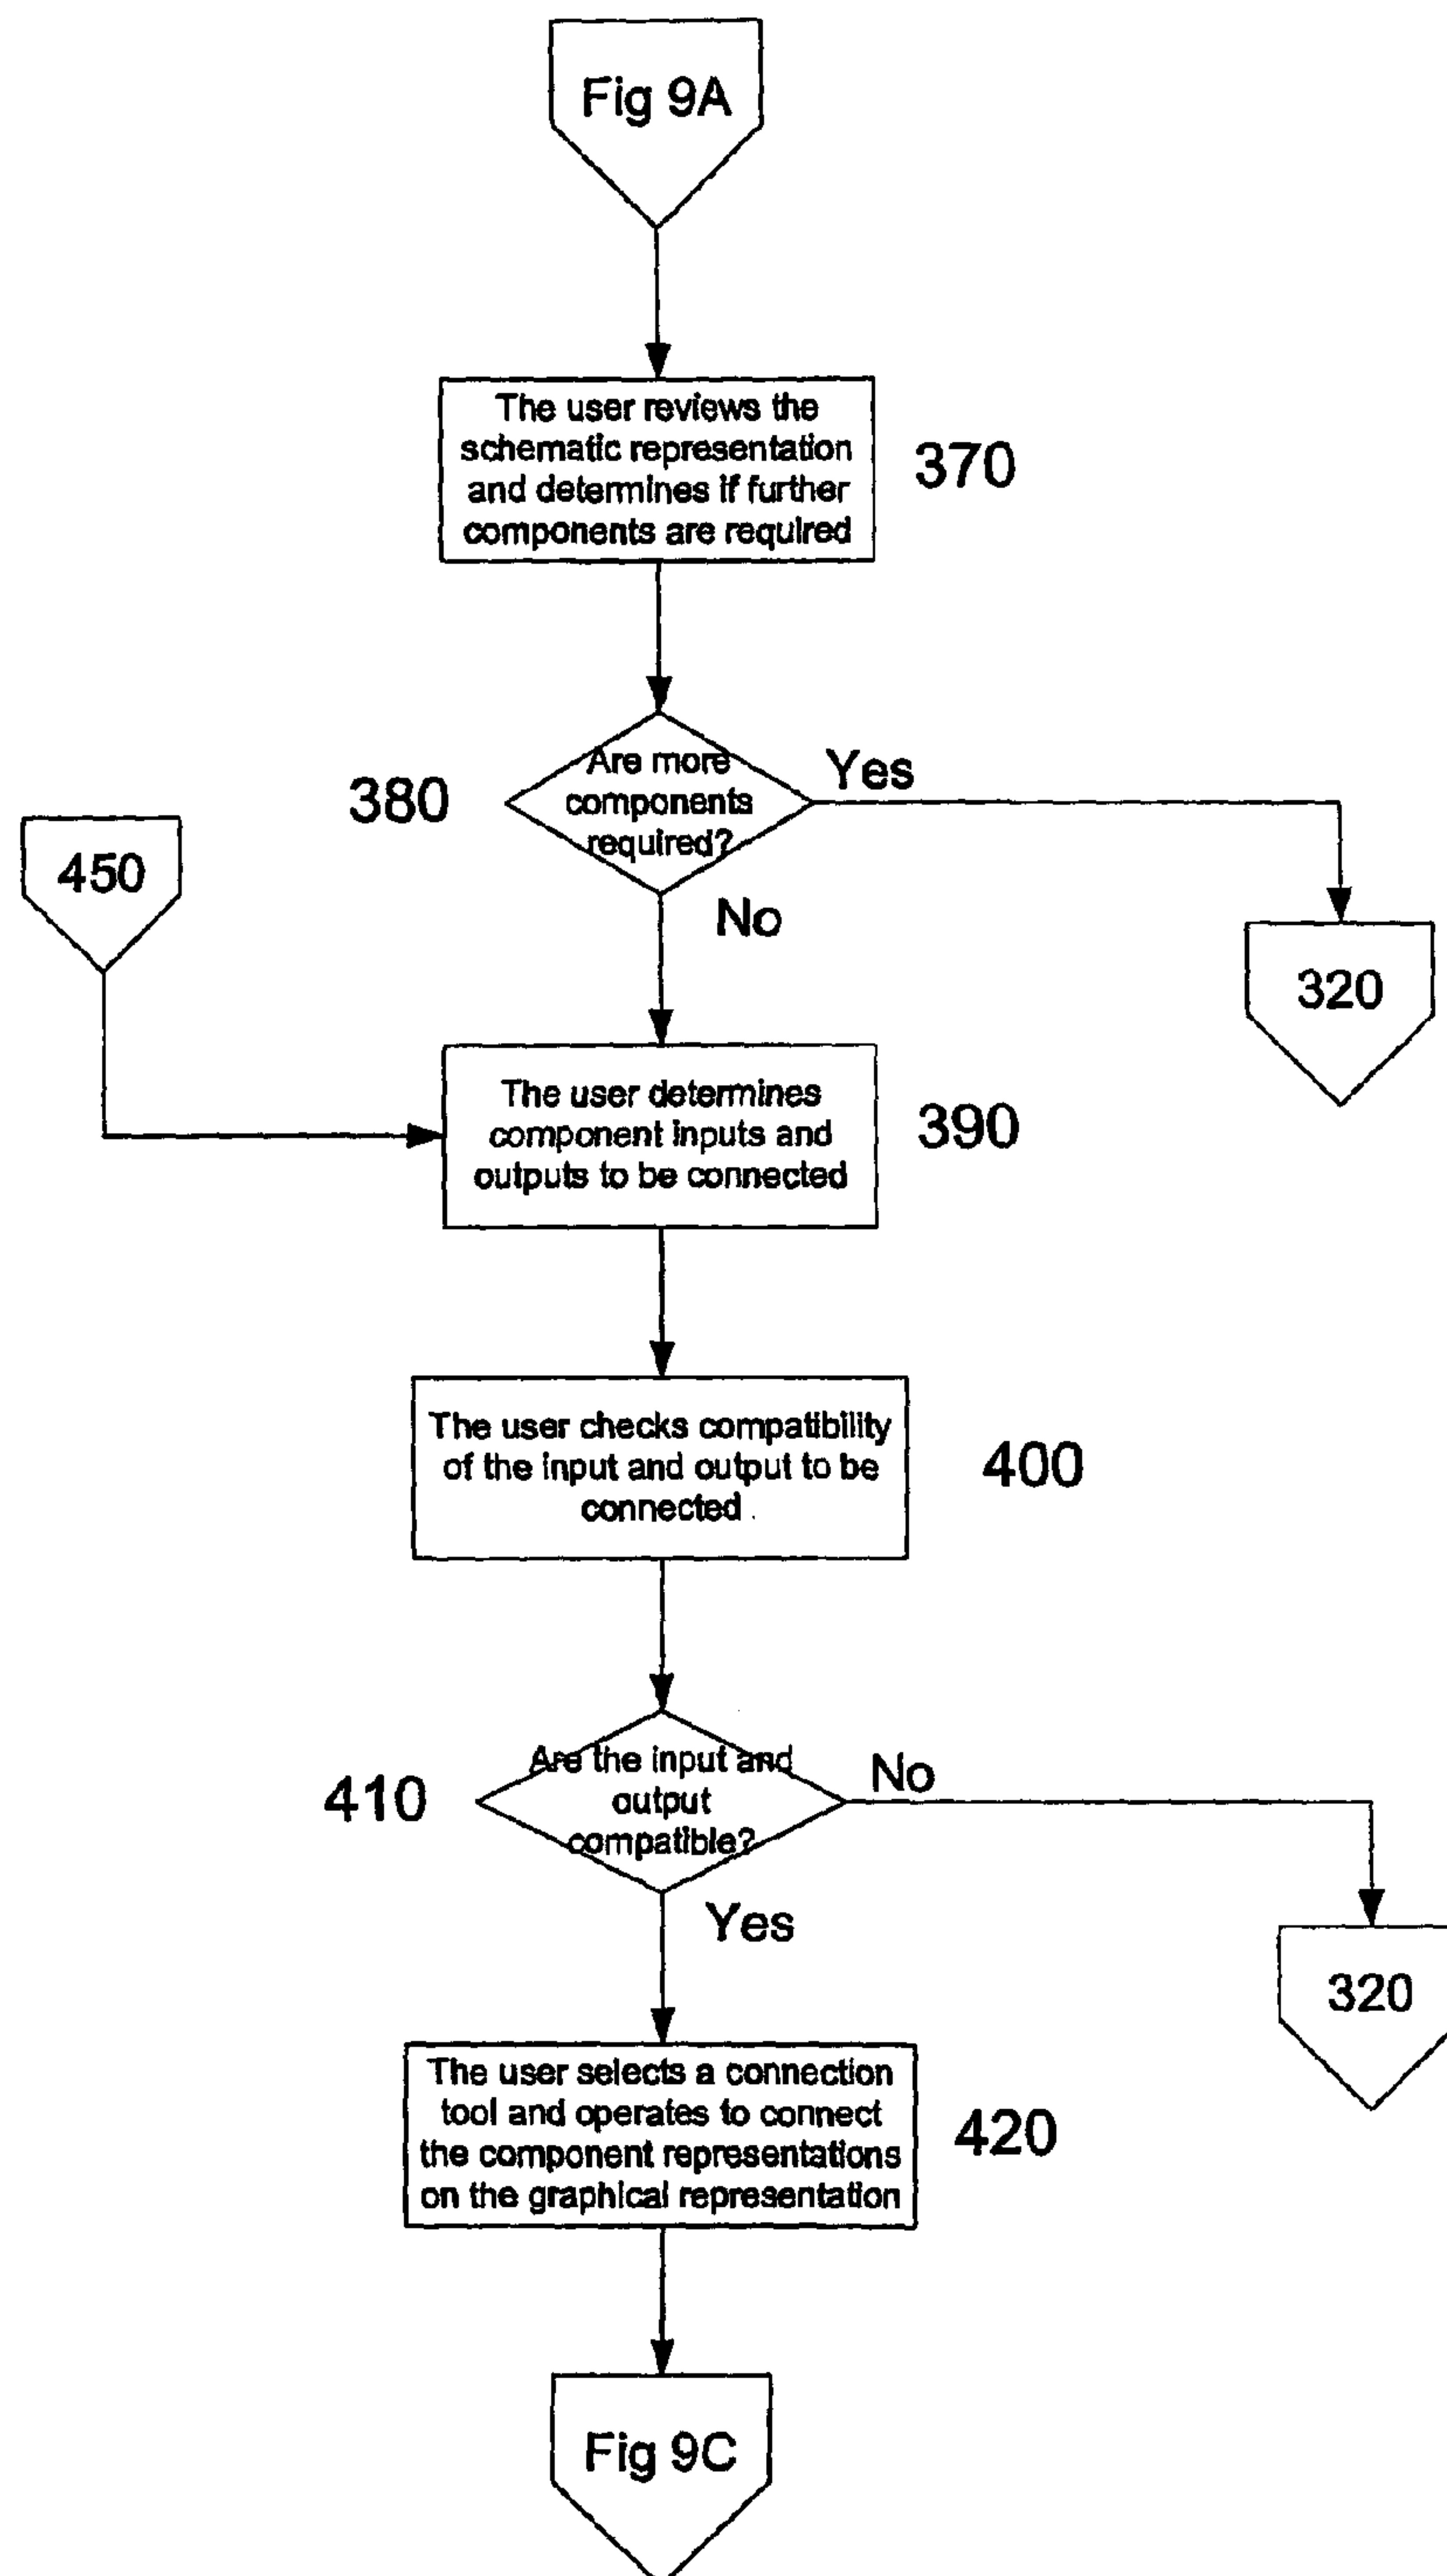 Fig 9A
The user reviews the
schematic representation
and determines if further
components are required
370
380
Are more
components
required?
Yes
450
No
320
The user determines
component inputs and
outputs to be connected
390
The user checks compatibility
of the input and output to be
connected
400
410
Are the input and
output
compatible?
No
Yes
320
The user selects a connection
tool and operates to connect
the component representations
on the graphical representation
420
Fig 9C